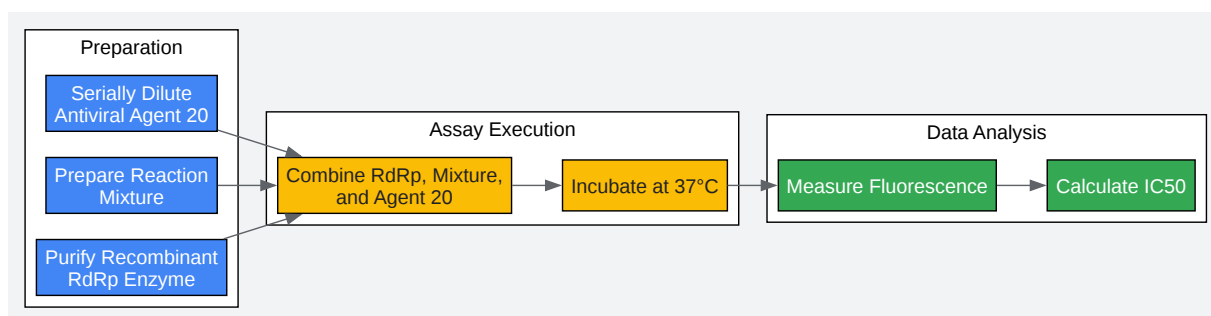 Preparation
Serially Dilute
Antiviral Agent 20
Prepare Reaction
Mixture
Purify Recombinant
RdRp Enzyme
Assay Execution
Combine RdRp, Mixture,
and Agent 20
Incubate at 37°C
Data Analysis
Measure Fluorescence
Calculate IC50